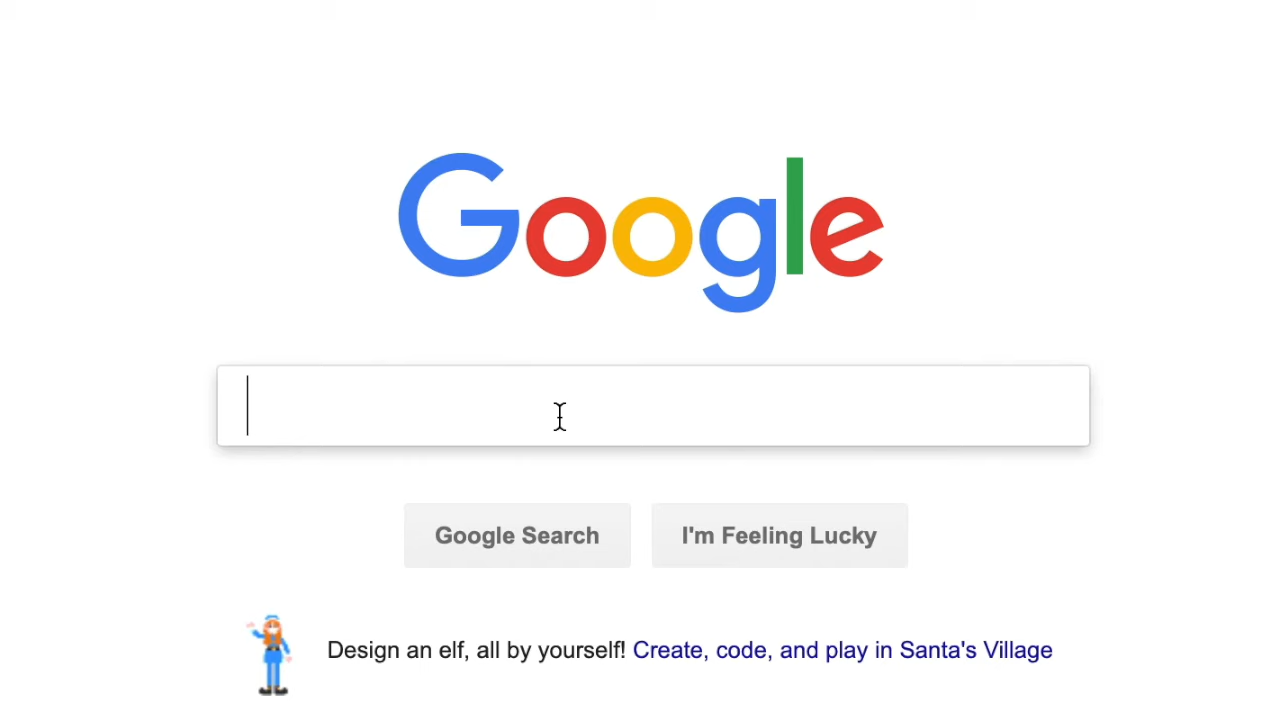 Google
Google Search
I'm Feeling Lucky
Design an elf, all by yourself! Create, code, and play in Santa's Village